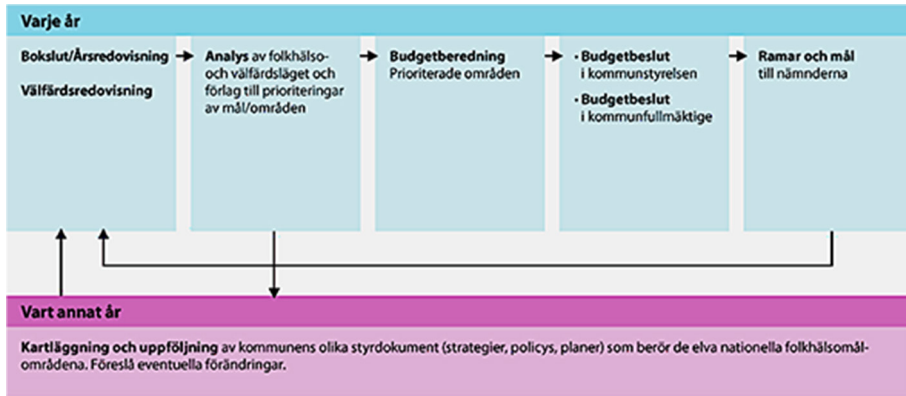 Varje år
Bokslut/Årsredovisning
Välfärdsredovisning
Analys av folkhälso-
och välfärdsläget och
förlag till prioriteringar
av mål/områden
Budgetberedning
Prioriterade områden
· Budgetbeslut
i kommunstyrelsen
· Budgetbeslut
i kommunfullmäktige
Ramar och mål
till nämnderna
Vart annat år
Kartläggning och uppföljning av kommunens olika styrdokument (strategier, policys, planer) som berör de elva nationella folkhälsomål-
områdena. Föreslå eventuella förändringar.